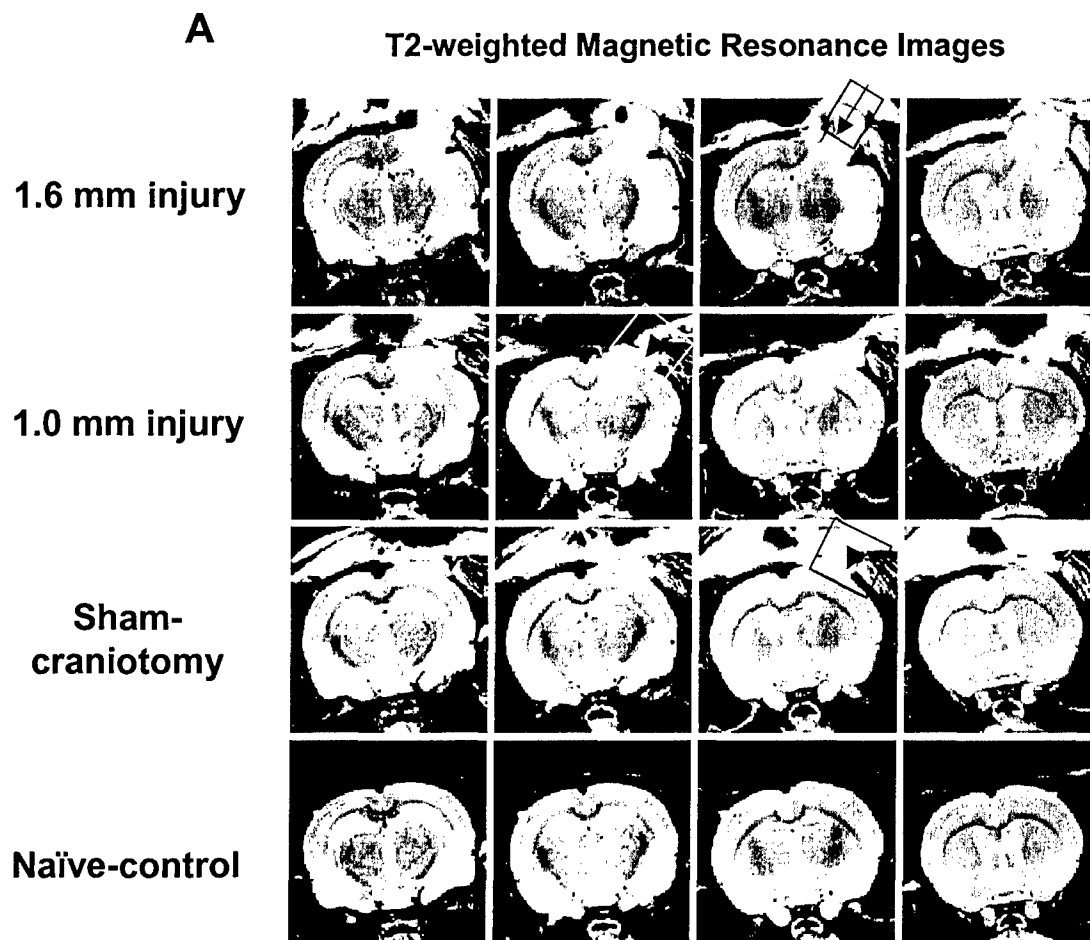 A
T2-weighted Magnetic Resonance Images
1.6 mm injury
1.0 mm injury
Sham-
craniotomy
Naïve-control